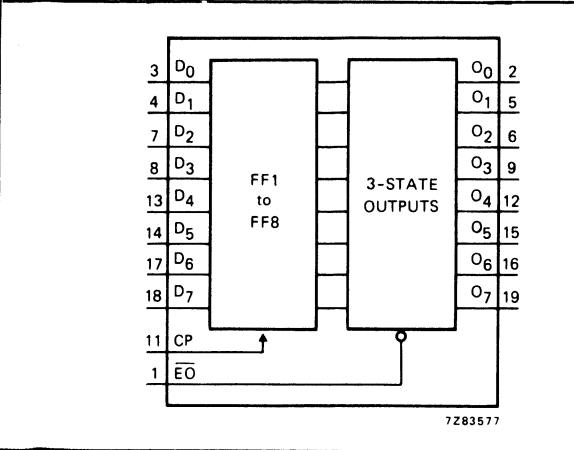 3 D0 O0 2
4 D1 O1 5
7 D2 O2 6
8 D3 O3 9
13 D4 O4 12
14 D5 O5 15
17 D6 O6 16
18 D7 O7 19
FF1
to
FF8
3-STATE
OUTPUTS
11 CP
1 E̅O̅
7Z83577